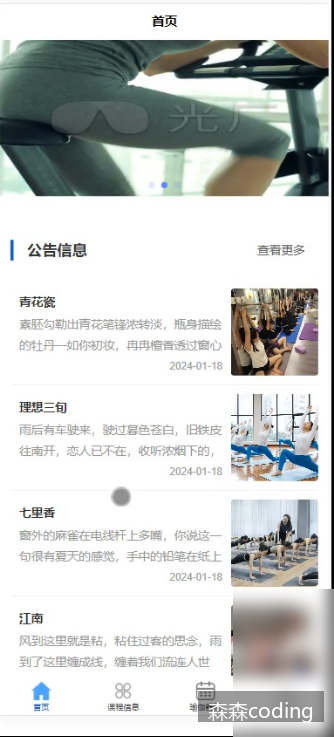 首页
光厂
公告信息
查看更多
青花瓷
素胚勾勒出青花笔锋浓转淡，瓶身描绘
的牡丹一如你初妆，冉冉檀香透过窗心
2024-01-18
理想三旬
雨后有车驶来，驶过暮色苍白，旧铁皮
往南开，恋人已不在，收听浓烟下的，
2024-01-18
七里香
窗外的麻雀在电线杆上多嘴，你说这一
句很有夏天的感觉，手中的铅笔在纸上
2024-01-18
江南
风到这里就是粘，粘住过客的思念，雨
到了这里缠成线，缠着我们流连人世
首页
课程信息
瑜伽
森森coding